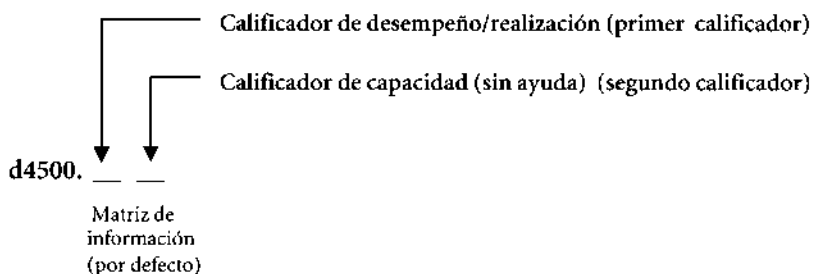 Calificador de desempeño/realización (primer calificador)
Calificador de capacidad (sin ayuda) (segundo calificador)
d4500. __ __
Matríz de
información
(por defecto)